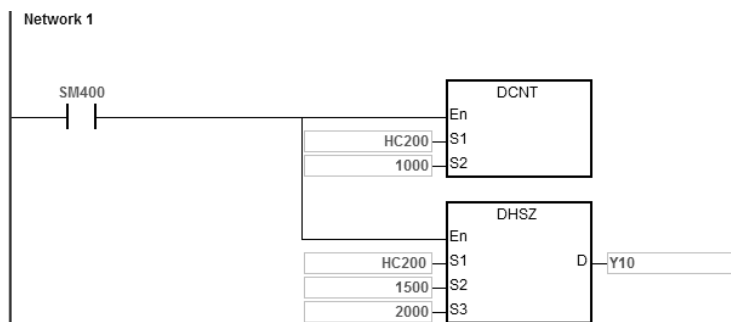 Network 1
SM400
DCNT
En
HC200 S1
1000 S2
DHSZ
En
HC200 S1 D Y10
1500 S2
2000 S3